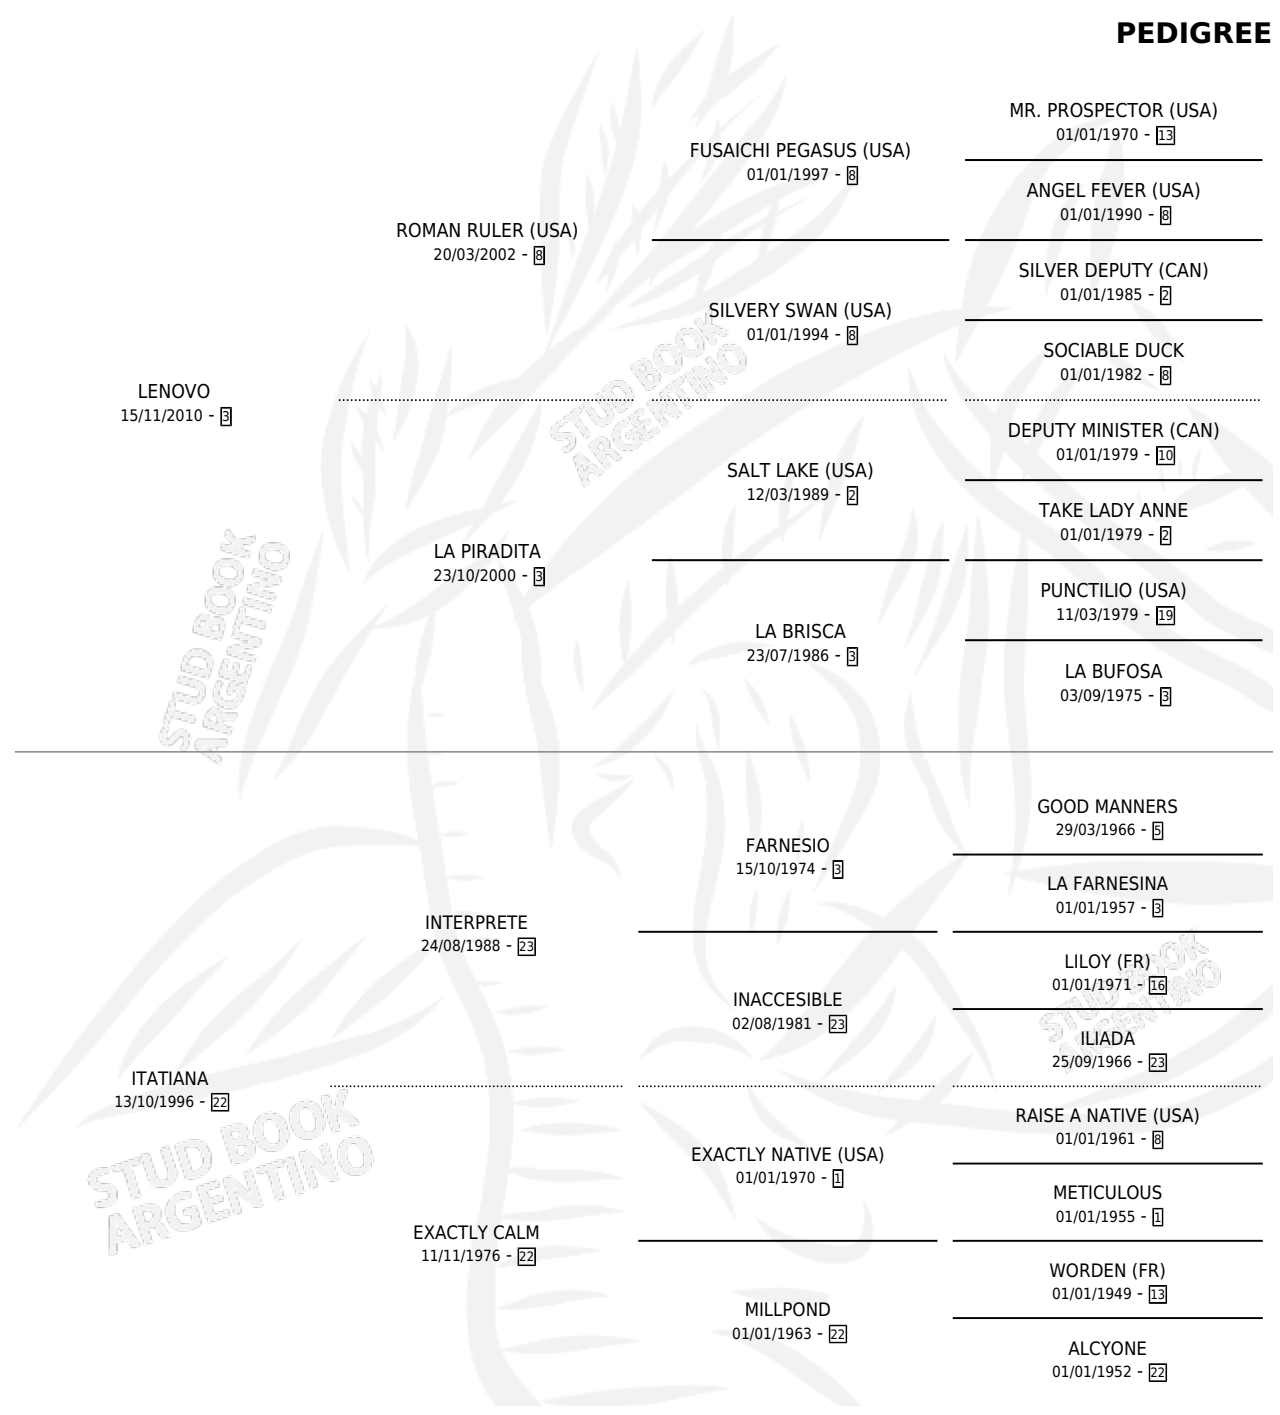 PEDIGREE
MR. PROSPECTOR (USA)
01/01/1970 - 13
FUSAICHI PEGASUS (USA)
01/01/1997 - 8
ANGEL FEVER (USA)
01/01/1990 - 8
ROMAN RULER (USA)
20/03/2002 - 8
SILVER DEPUTY (CAN)
01/01/1985 - 2
SILVERY SWAN (USA)
01/01/1994 - 8
SOCIABLE DUCK
01/01/1982 - 8
LENOVO
15/11/2010 - 3
DEPUTY MINISTER (CAN)
01/01/1979 - 10
SALT LAKE (USA)
12/03/1989 - 2
TAKE LADY ANNE
01/01/1979 - 2
LA PIRADITA
23/10/2000 - 3
PUNCTILIO (USA)
11/03/1979 - 19
LA BRISCA
23/07/1986 - 3
LA BUFOSA
03/09/1975 - 3
GOOD MANNERS
29/03/1966 - 5
FARNESIO
15/10/1974 - 3
LA FARNESINA
01/01/1957 - 3
INTERPRETE
24/08/1988 - 23
LILOY (FR)
01/01/1971 - 16
INACCESIBLE
02/08/1981 - 23
ILIADA
25/09/1966 - 23
ITATIANA
13/10/1996 - 22
RAISE A NATIVE (USA)
01/01/1961 - 8
EXACTLY NATIVE (USA)
01/01/1970 - 1
METICULOUS
01/01/1955 - 1
EXACTLY CALM
11/11/1976 - 22
WORDEN (FR)
01/01/1949 - 13
MILLPOND
01/01/1963 - 22
ALCYONE
01/01/1952 - 22
STUD BOOK
ARGENTINO
STUD BOOK
ARGENTINO
STUD BOOK
ARGENTINO
STUD BOOK
ARGENTINO